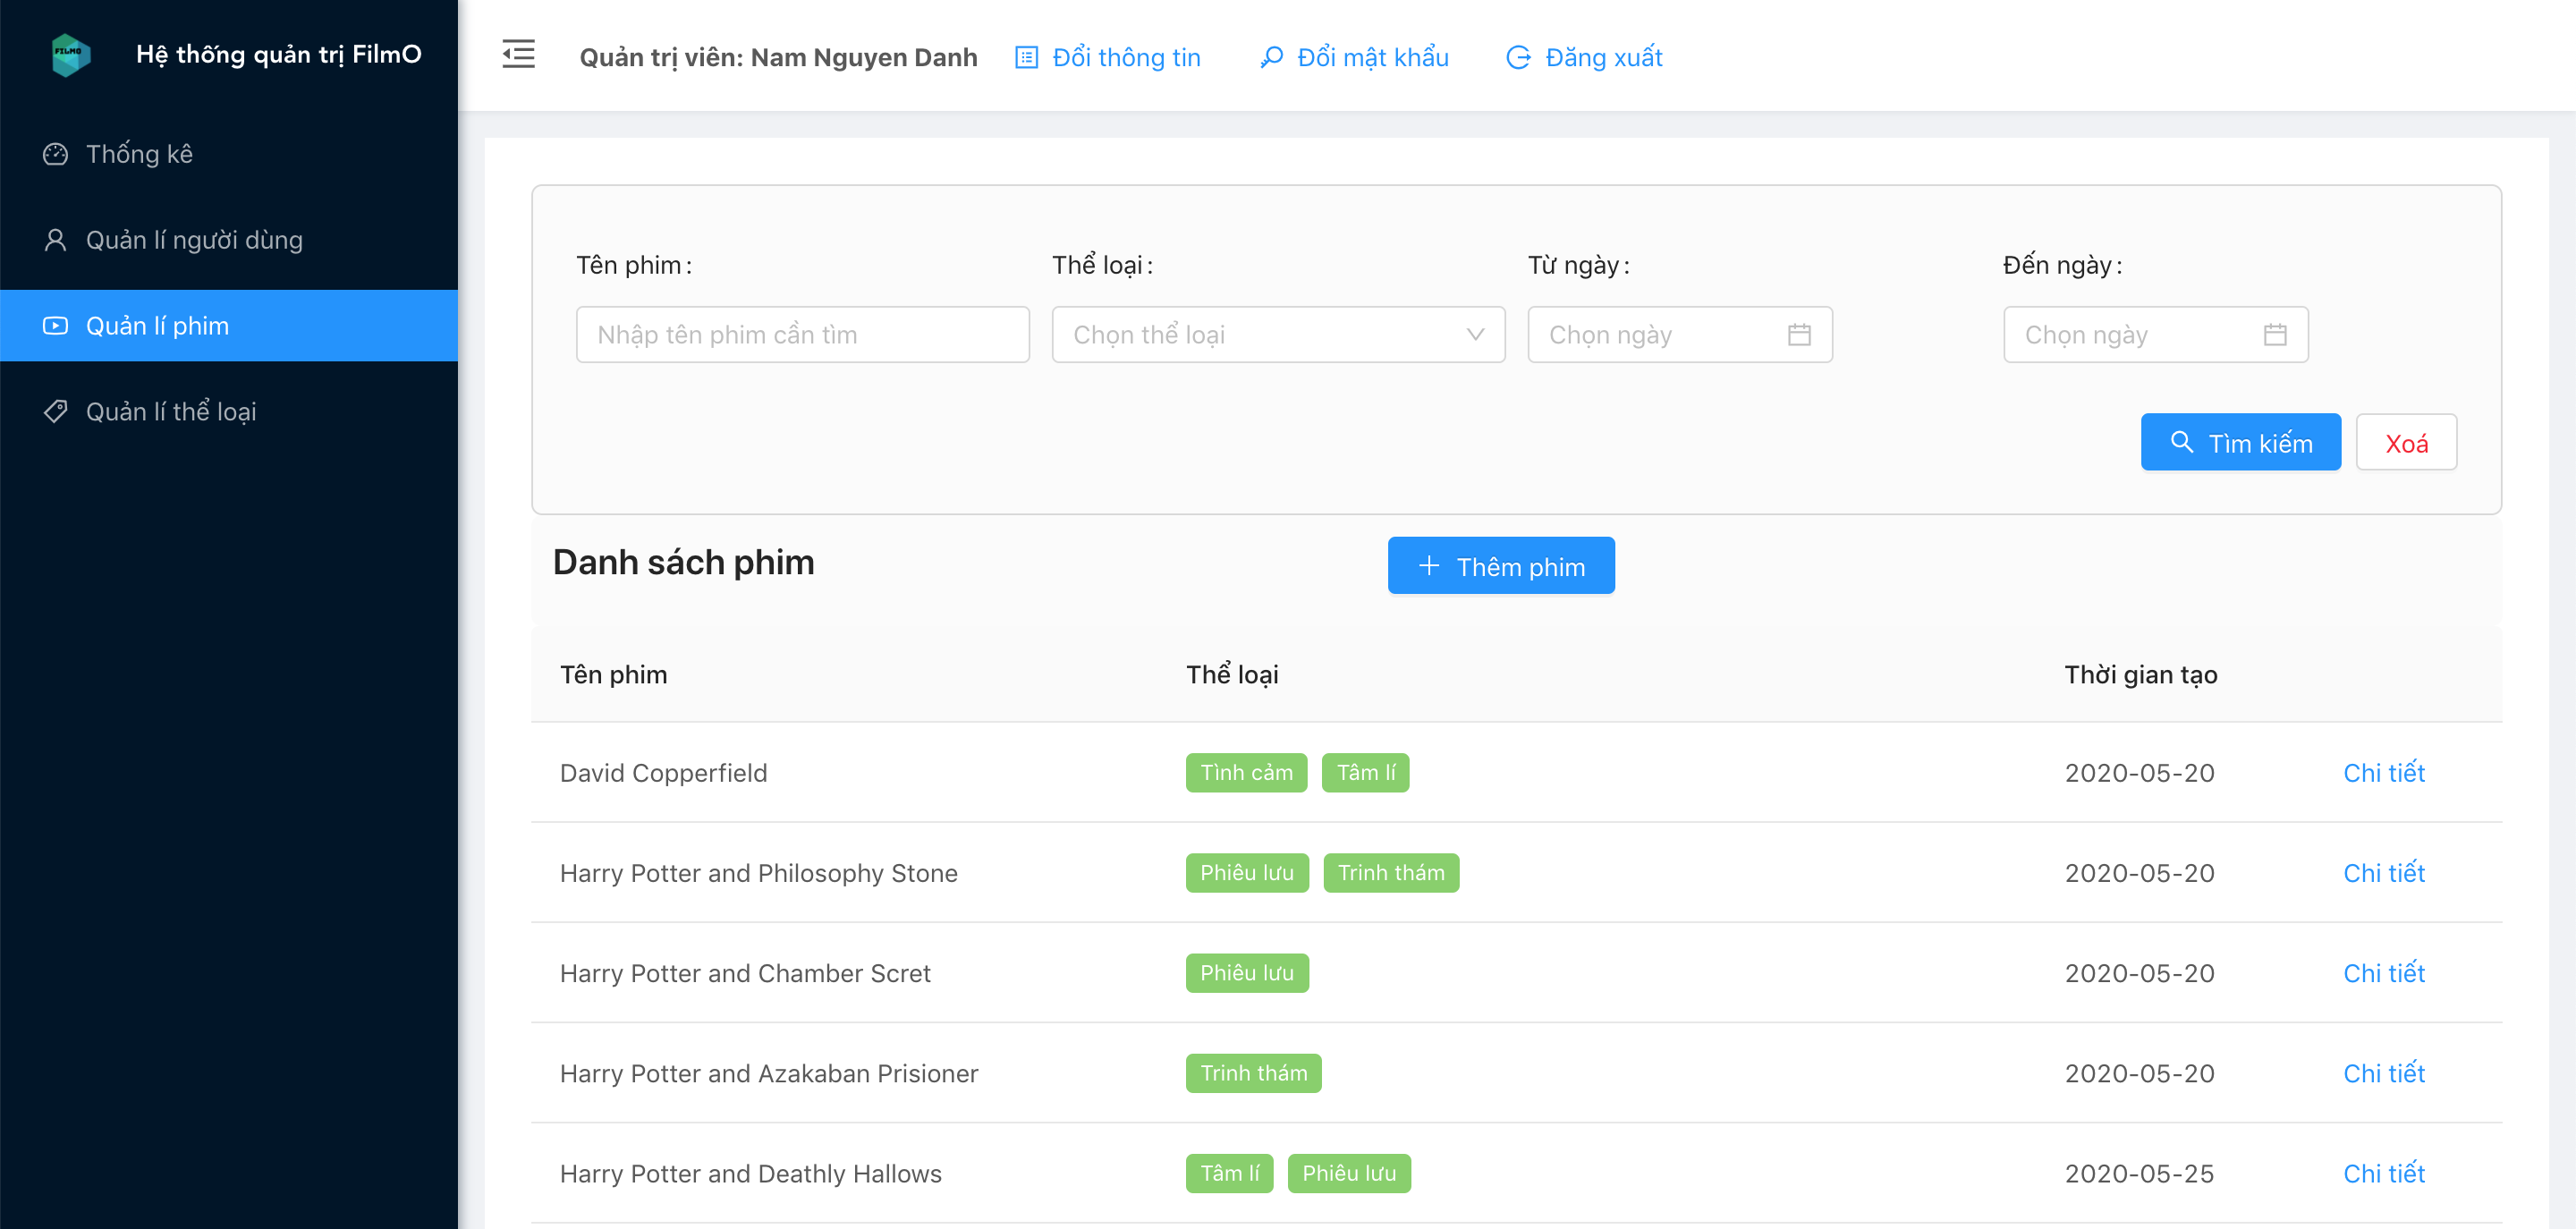 FILMO
Hệ thống quản trị FilmO
Thống kê
Quản lí người dùng
Quản lí phim
Quản lí thể loại
Quản trị viên: Nam Nguyen Danh Đổi thông tin Đổi mật khẩu Đăng xuất
Tên phim : Thể loại : Từ ngày : Đến ngày :
Nhập tên phim cần tìm Chọn thể loại Chọn ngày Chọn ngày
Tìm kiếm Xoá
Danh sách phim Thêm phim
Tên phim Thể loại Thời gian tạo
David Copperfield Tình cảm Tâm lí 2020-05-20 Chi tiết
Harry Potter and Philosophy Stone Phiêu lưu Trinh thám 2020-05-20 Chi tiết
Harry Potter and Chamber Scret Phiêu lưu 2020-05-20 Chi tiết
Harry Potter and Azakaban Prisioner Trinh thám 2020-05-20 Chi tiết
Harry Potter and Deathly Hallows Tâm lí Phiêu lưu 2020-05-25 Chi tiết